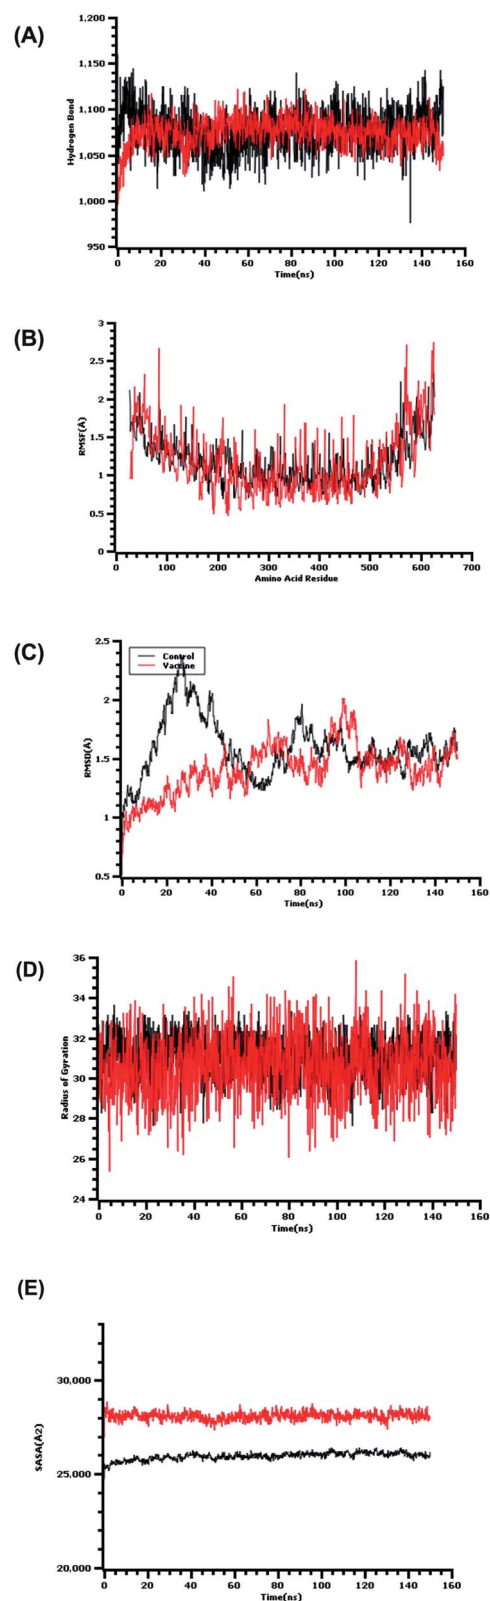 (A)
1,200
1,150
1,100
1,050
1,000
950
Hydrogen Bond
0 20 40 60 80 100 120 140 160
Time(ns)
(B)
3
2.5
2
1.5
1
0.5
0
RMSF(Å)
0 100 200 300 400 500 600 700
Amino Acid Residue
(C)
2.5
2
1.5
1
0.5
RMSD(Å)
Control
Vaccine
0 20 40 60 80 100 120 140 160
Time(ns)
(D)
36
34
32
30
28
26
24
Radius of Gyration
0 20 40 60 80 100 120 140 160
Time(ns)
(E)
30,000
25,000
20,000
SASA(Å2)
0 20 40 60 80 100 120 140 160
Time(ns)